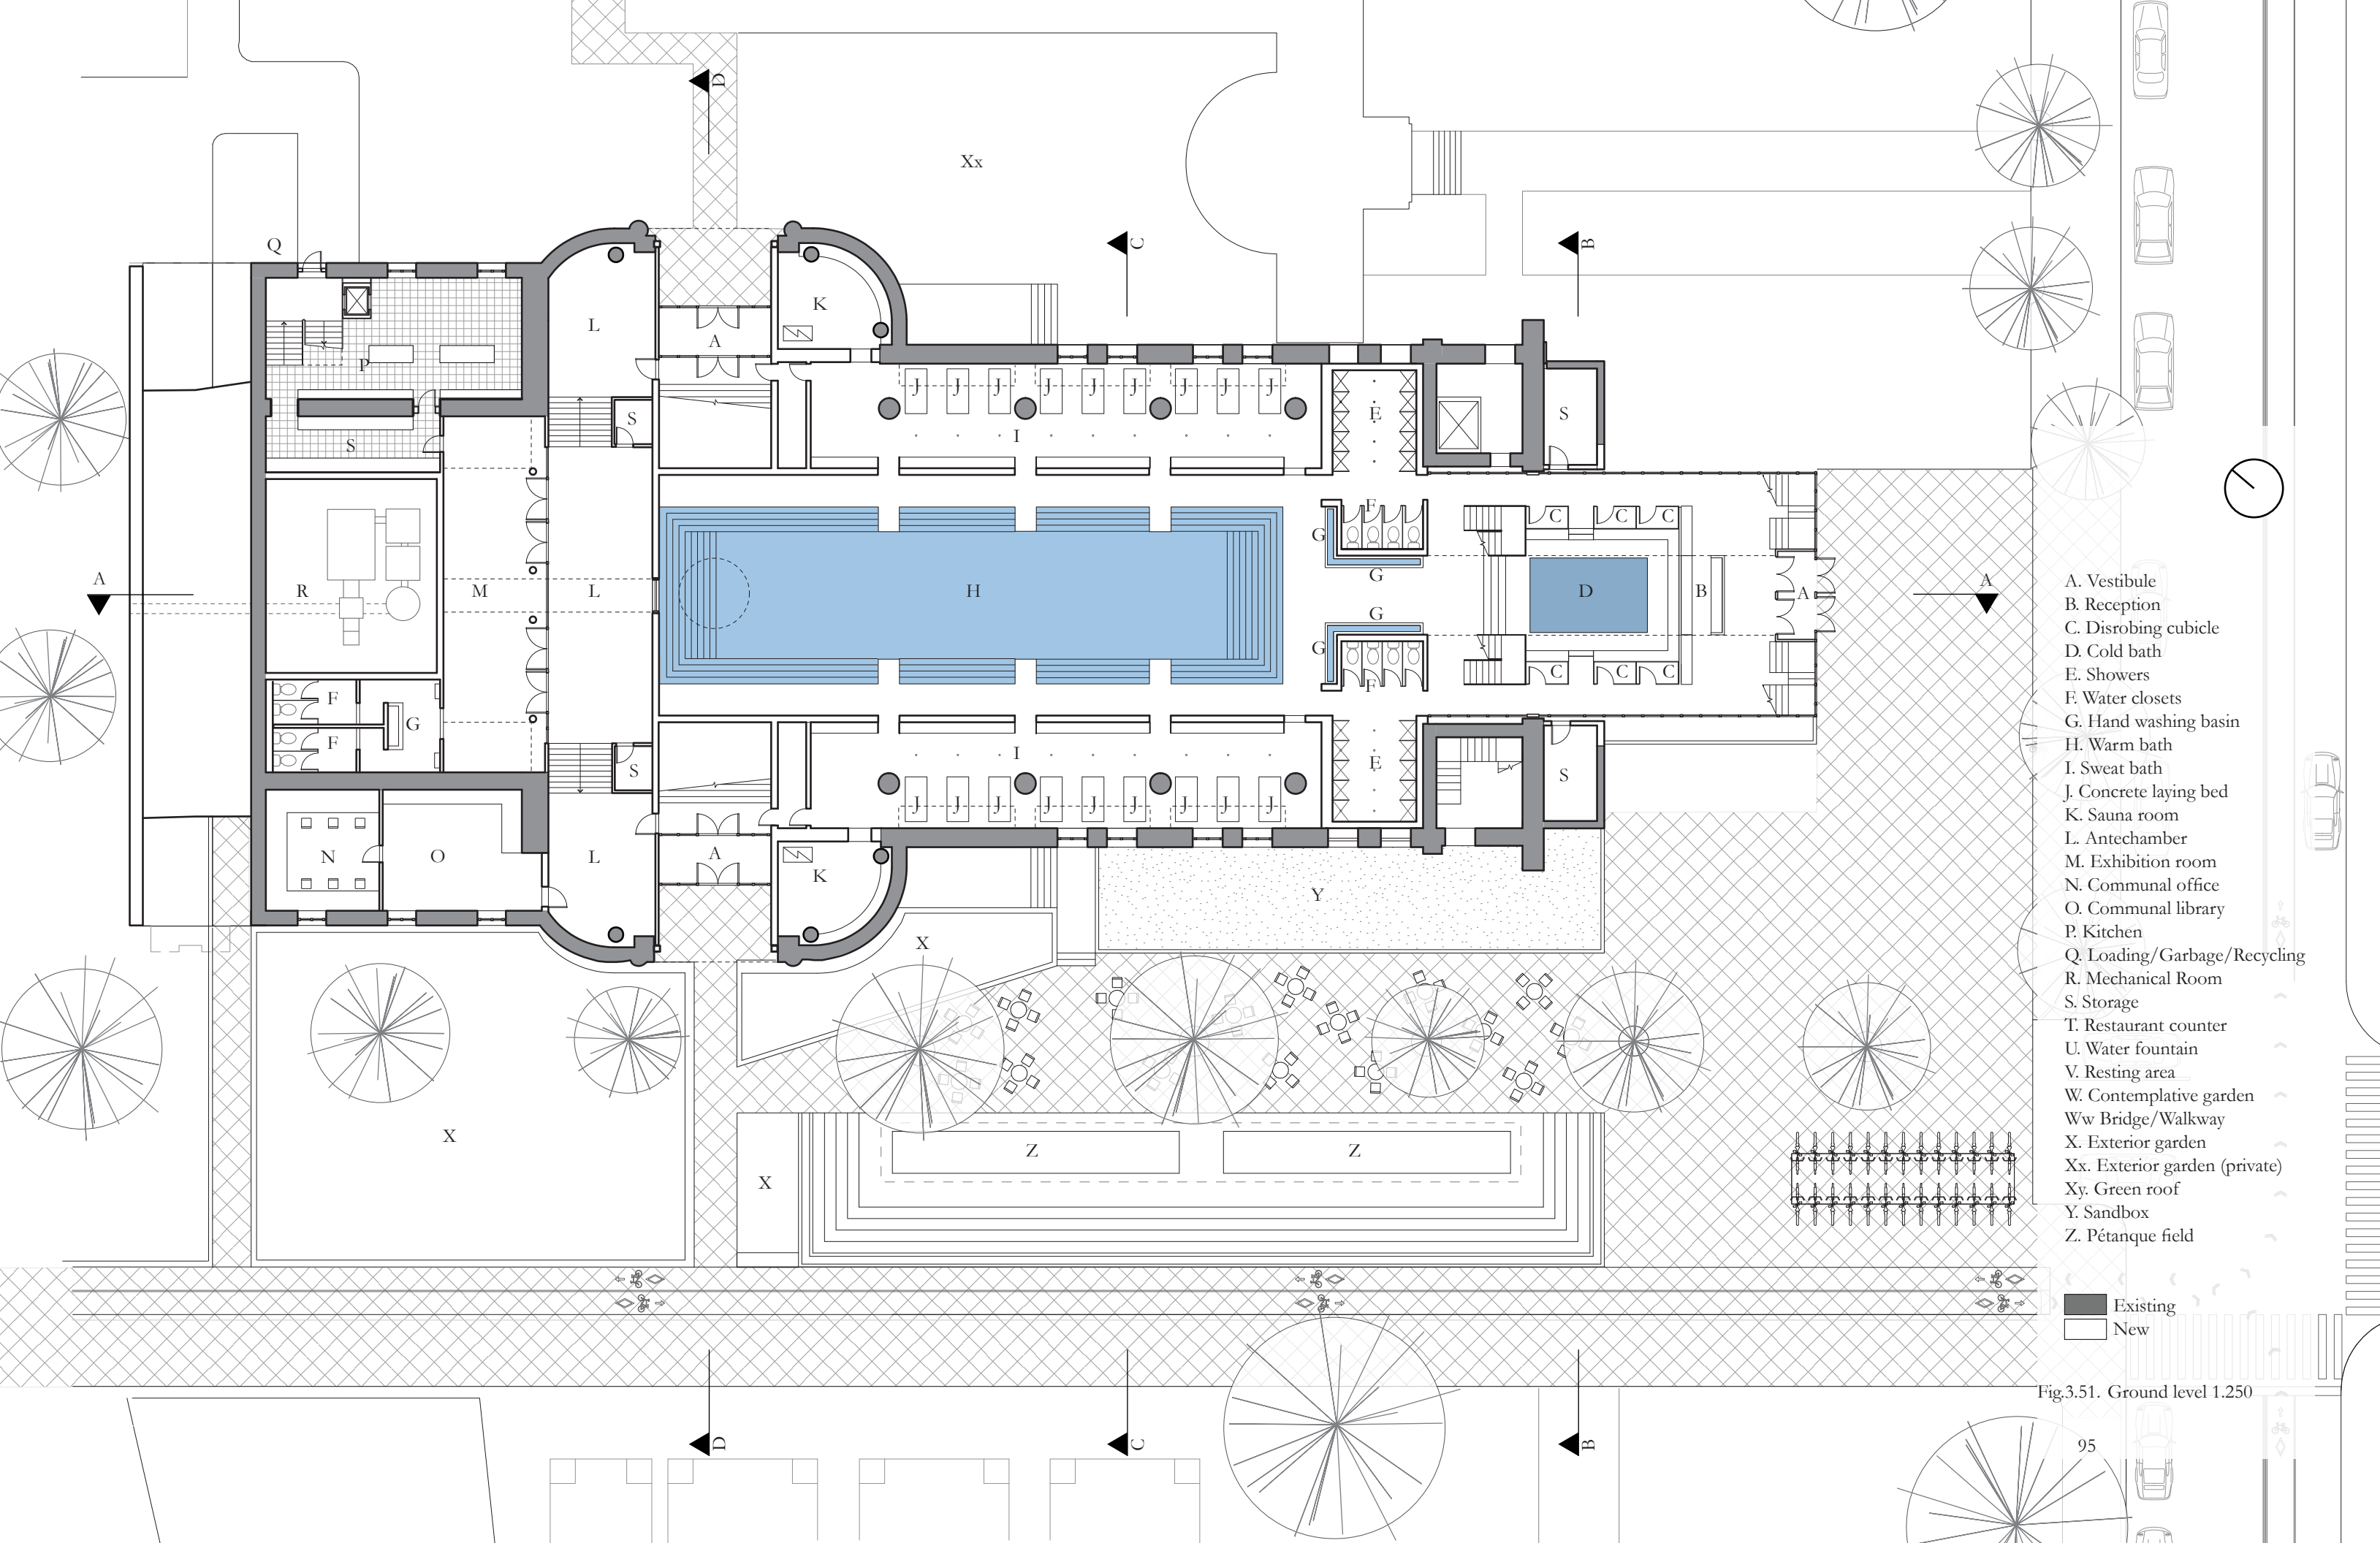 D
Xx
Q
C
B
K
L
A
P
J J J J J J J J J
E
S
S
I
S
F
C C C
G
A
R
M
L
H
G
D
B
A
A
G
G
F
C C C
F
G
F
I
S
E
S
J J J J J J J J J
N
O
L
A
K
Y
X
X
Z
Z
X
D
C
B
A. Vestibule
B. Reception
C. Disrobing cubicle
D. Cold bath
E. Showers
F. Water closets
G. Hand washing basin
H. Warm bath
I. Sweat bath
J. Concrete laying bed
K. Sauna room
L. Antechamber
M. Exhibition room
N. Communal office
O. Communal library
P. Kitchen
Q. Loading/Garbage/Recycling
R. Mechanical Room
S. Storage
T. Restaurant counter
U. Water fountain
V. Resting area
W. Contemplative garden
Ww Bridge/Walkway
X. Exterior garden
Xx. Exterior garden (private)
Xy. Green roof
Y. Sandbox
Z. Pétanque field
Existing
New
Fig.3.51. Ground level 1.250
95